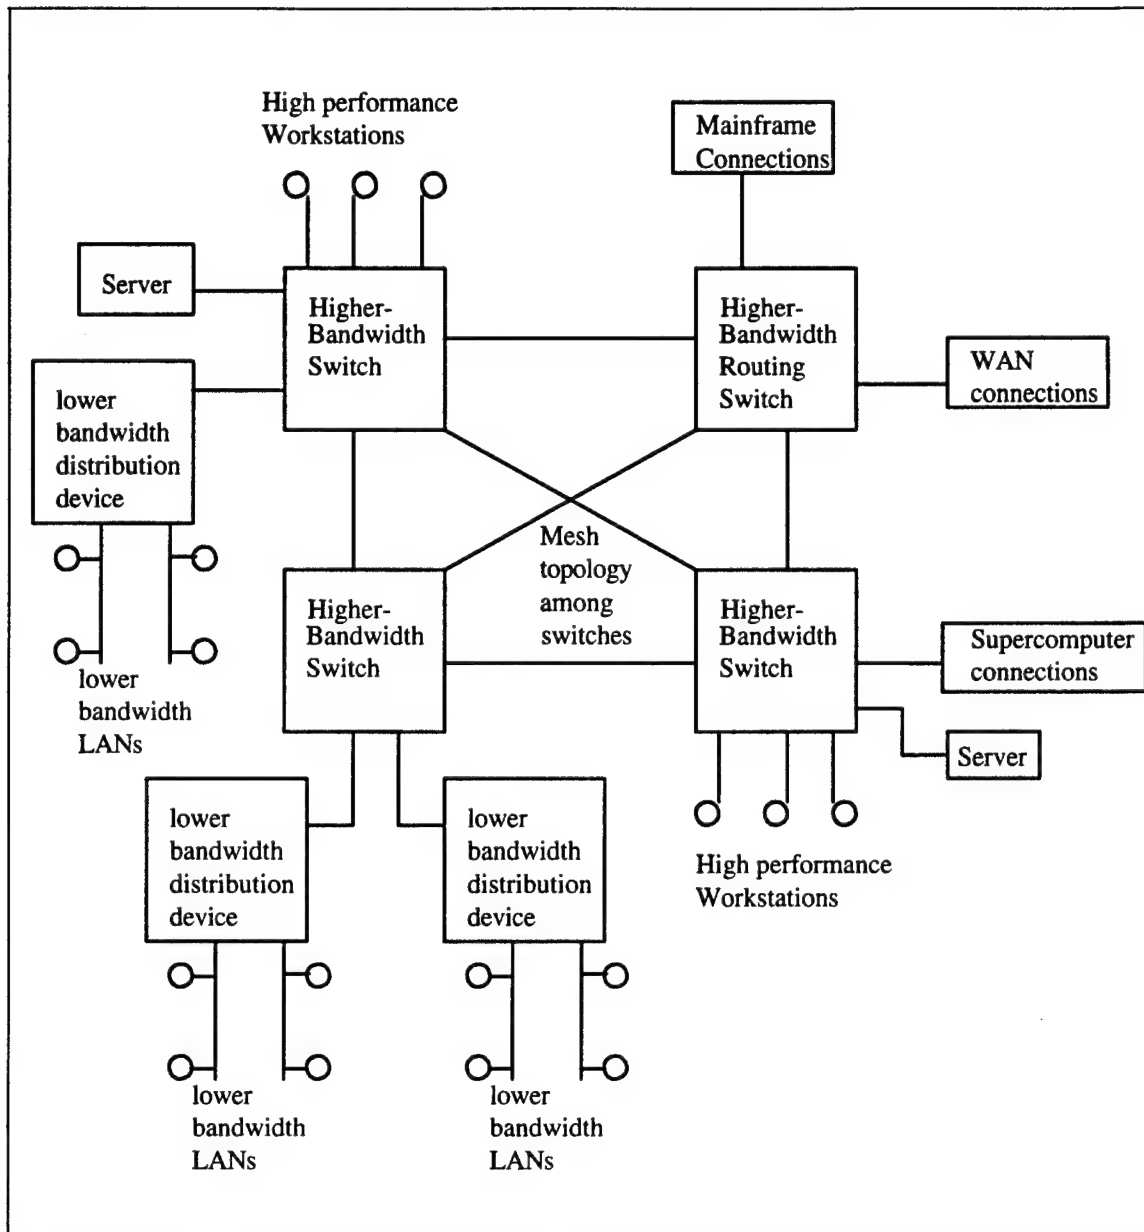 High performance
Workstations
Mainframe
Connections
Server
Higher-
Bandwidth
Switch
Higher-
Bandwidth
Routing
Switch
WAN
connections
lower
bandwidth
distribution
device
Mesh
topology
among
switches
Higher-
Bandwidth
Switch
Higher-
Bandwidth
Switch
Supercomputer
connections
lower
bandwidth
LANs
Server
lower
bandwidth
distribution
device
lower
bandwidth
distribution
device
High performance
Workstations
lower
bandwidth
LANs
lower
bandwidth
LANs